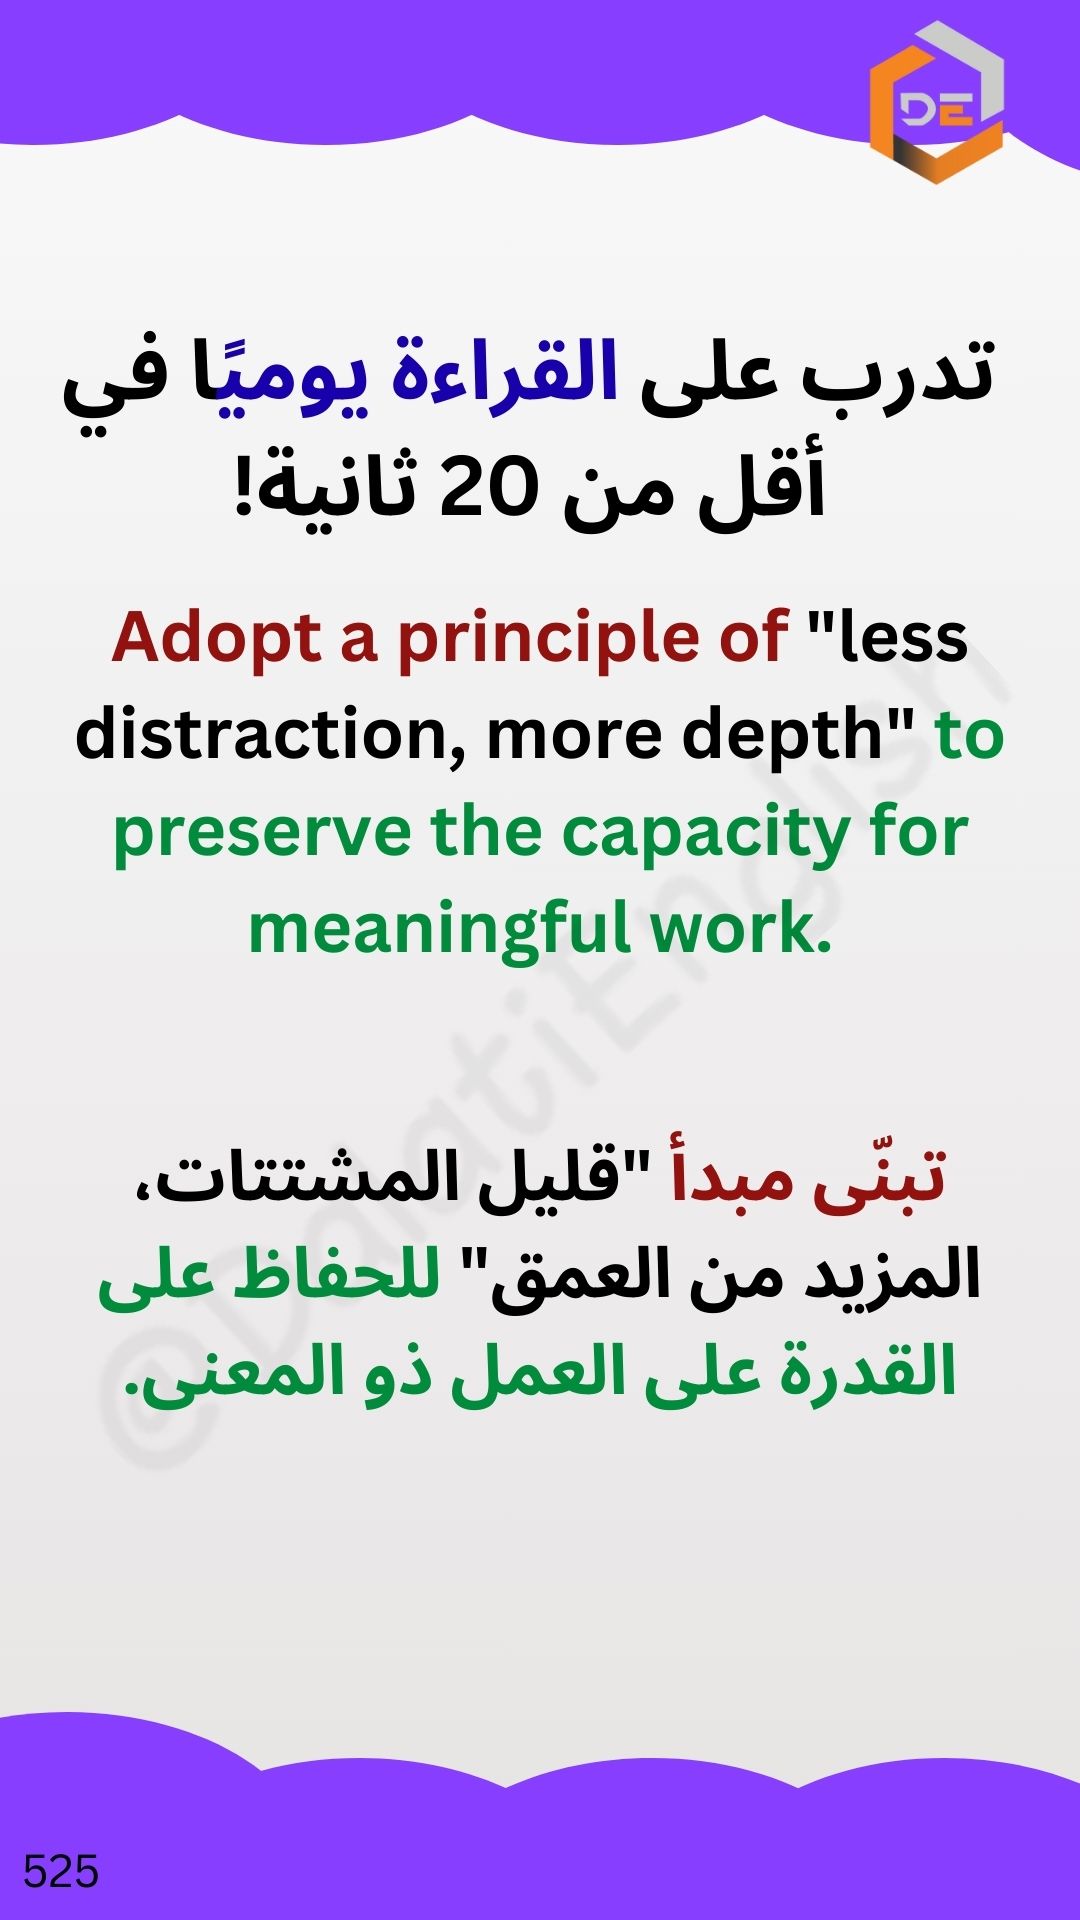 DE
تدرب على القراءة يوميًا في
أقل من 20 ثانية!
Adopt a principle of "less
distraction, more depth" to
preserve the capacity for
meaningful work.
@DalatiEnglish
تبنّى مبدأ "قليل المشتتات،
المزيد من العمق" للحفاظ على
القدرة على العمل ذو المعنى.
525